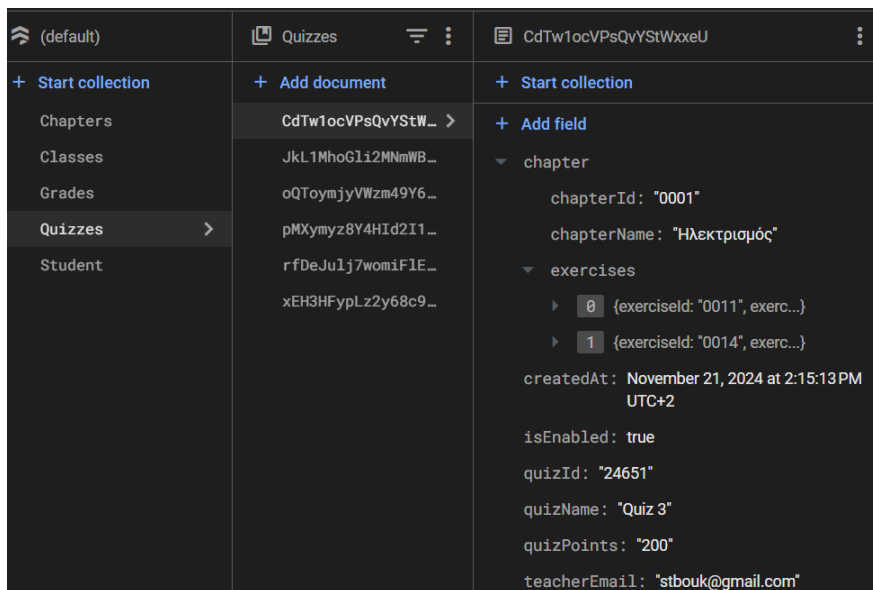 (default)
Start collection
Chapters
Classes
Grades
Quizzes
Student
Quizzes
Add document
CdTw1ocVPsQvYStW…
JkL1MhoGli2MNmWB…
oQToymjyVWzm49Y6…
pMXymyz8Y4HId2I1…
rfDeJulj7womiFlE…
xEH3HFypLz2y68c9…
CdTw1ocVPsQvYStWxxeU
Start collection
Add field
chapter
chapterId: "0001"
chapterName: "Ηλεκτρισμός"
exercises
0 {exerciseId: "0011", exerc...}
1 {exerciseId: "0014", exerc...}
createdAt: November 21, 2024 at 2:15:13 PM
UTC+2
isEnabled: true
quizId: "24651"
quizName: "Quiz 3"
quizPoints: "200"
teacherEmail: "stbouk@gmail.com"